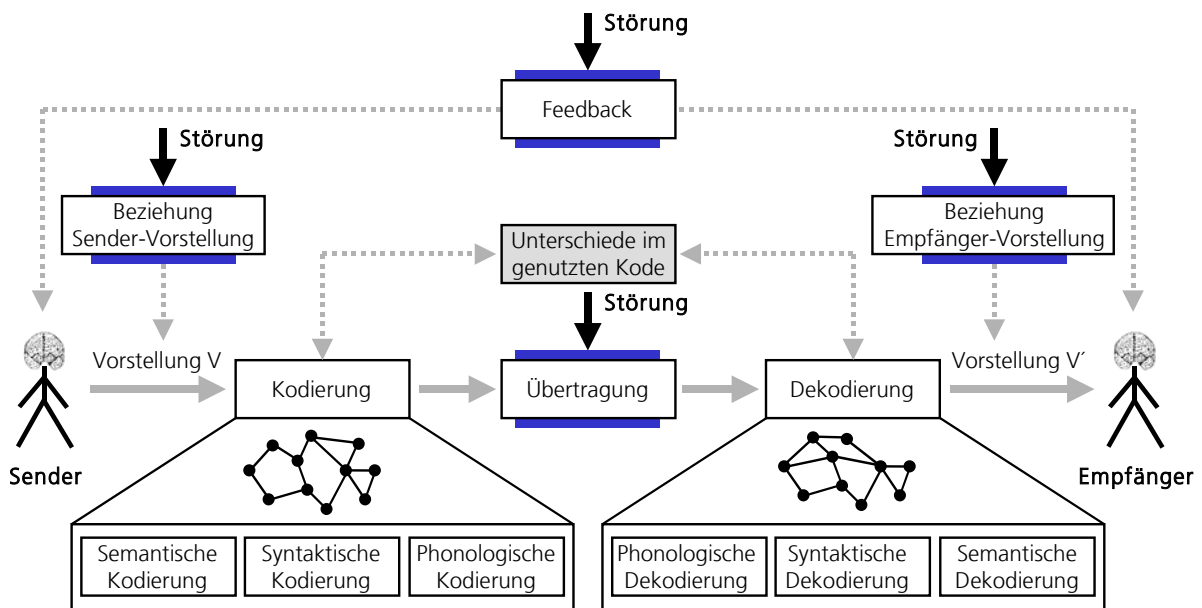 Störung
Feedback
Störung
Störung
Beziehung
Sender-Vorstellung
Unterschiede im
genutzten Kode
Beziehung
Empfänger-Vorstellung
Störung
Vorstellung V
Vorstellung V´
Kodierung
Übertragung
Dekodierung
Sender
Empfänger
Semantische
Kodierung
Syntaktische
Kodierung
Phonologische
Kodierung
Phonologische
Dekodierung
Syntaktische
Dekodierung
Semantische
Dekodierung